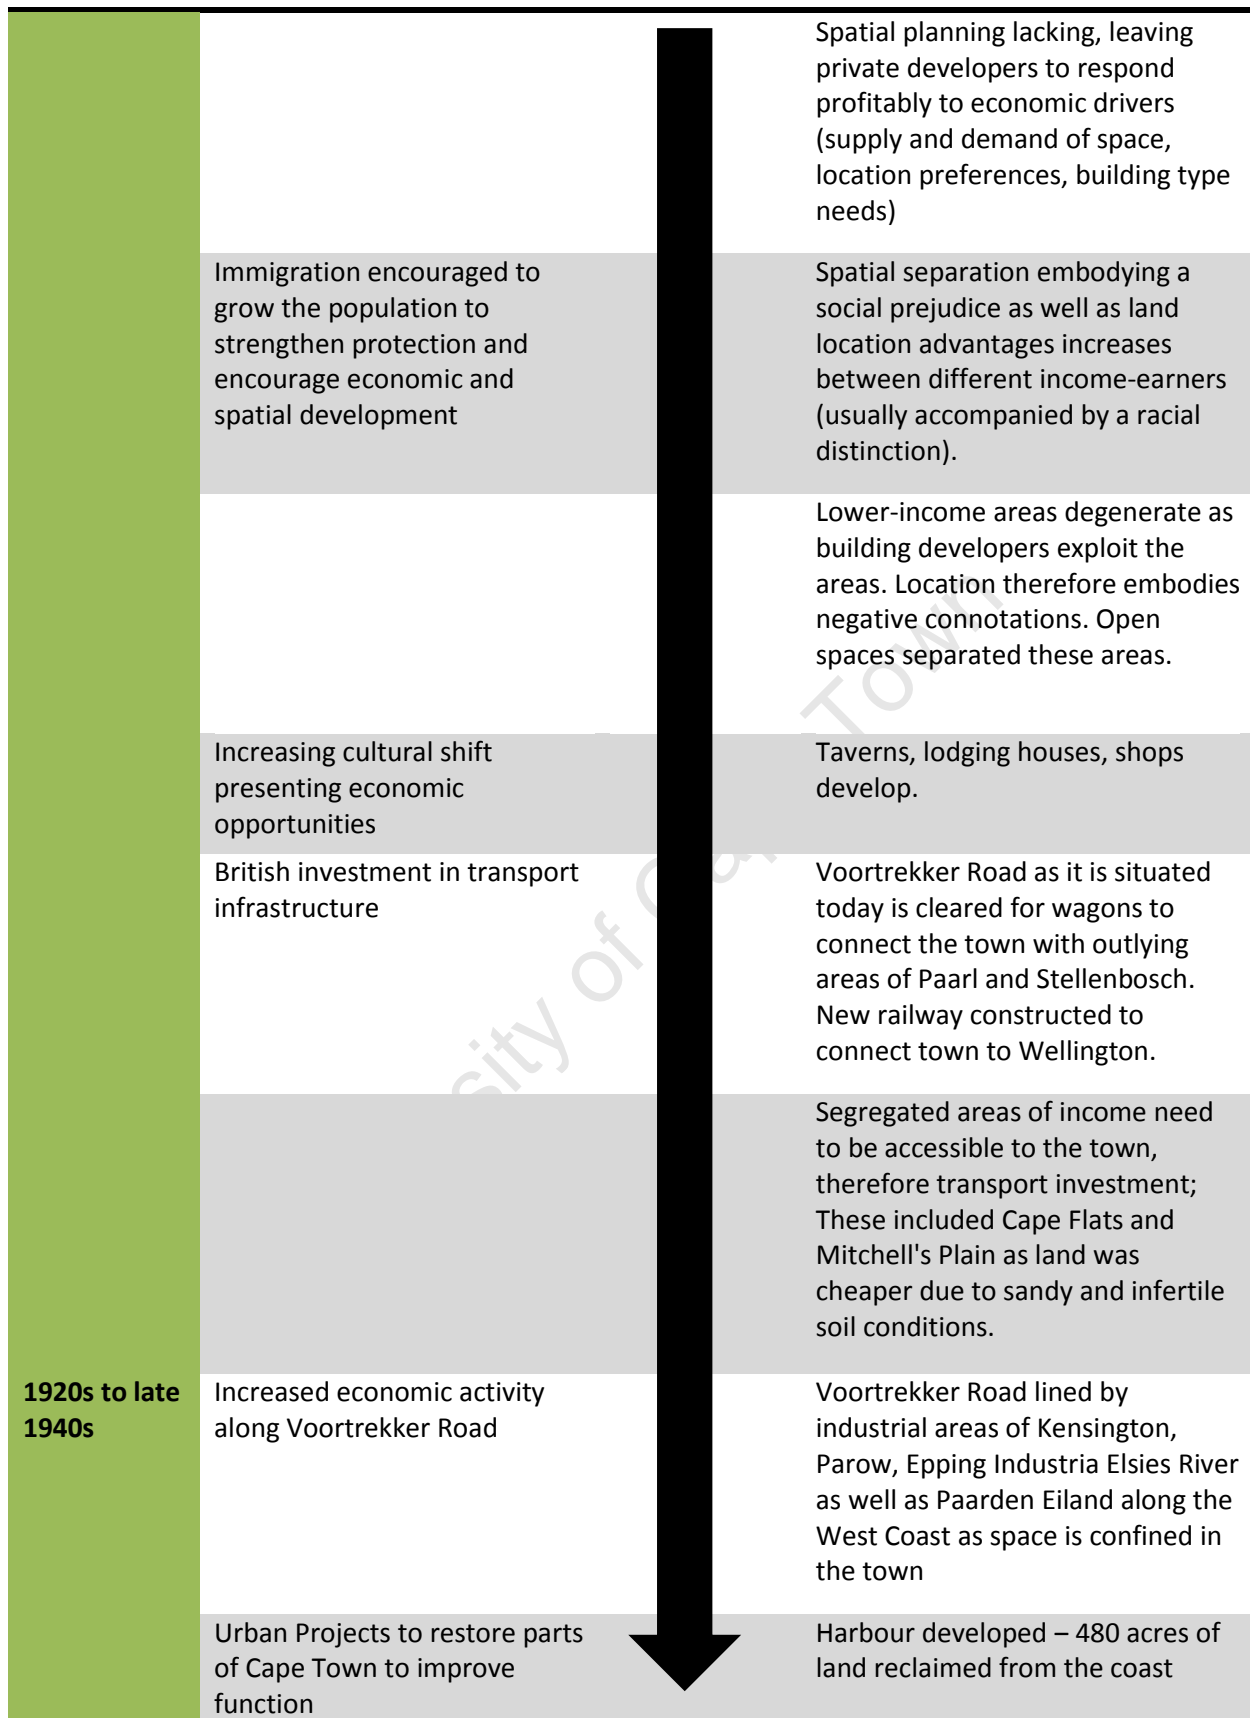 Spatial planning lacking, leaving
private developers to respond
profitably to economic drivers
(supply and demand of space,
location preferences, building type
needs)
Immigration encouraged to
grow the population to
strengthen protection and
encourage economic and
spatial development
Spatial separation embodying a
social prejudice as well as land
location advantages increases
between different income-earners
(usually accompanied by a racial
distinction).
Lower-income areas degenerate as
building developers exploit the
areas. Location therefore embodies
negative connotations. Open
spaces separated these areas.
Increasing cultural shift
presenting economic
opportunities
Taverns, lodging houses, shops
develop.
British investment in transport
infrastructure
Voortrekker Road as it is situated
today is cleared for wagons to
connect the town with outlying
areas of Paarl and Stellenbosch.
New railway constructed to
connect town to Wellington.
Segregated areas of income need
to be accessible to the town,
therefore transport investment;
These included Cape Flats and
Mitchell's Plain as land was
cheaper due to sandy and infertile
soil conditions.
1920s to late
1940s
Increased economic activity
along Voortrekker Road
Voortrekker Road lined by
industrial areas of Kensington,
Parow, Epping Industria Elsies River
as well as Paarden Eiland along the
West Coast as space is confined in
the town
Urban Projects to restore parts
of Cape Town to improve
function
Harbour developed – 480 acres of
land reclaimed from the coast